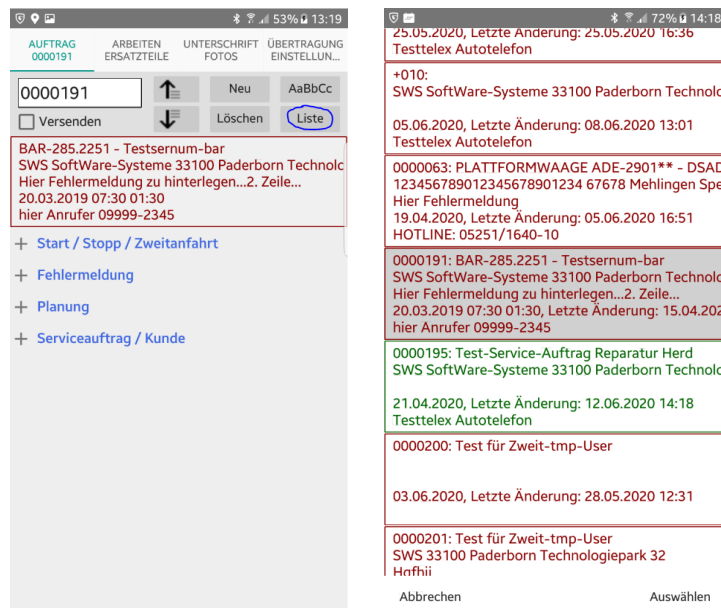 53% 13:19
AUFTRAG 0000191
ARBEITEN ERSATZTEILE
UNTERSCHRIFT FOTOS
ÜBERTRAGUNG EINSTELLUN...
0000191
Neu
AaBbCc
Versenden
Löschen
Liste
BAR-285.2251 - Testsernum-bar
SWS SoftWare-Systeme 33100 Paderborn Technolc
Hier Fehlermeldung zu hinterlegen...2. Zeile...
20.03.2019 07:30 01:30
hier Anrufer 09999-2345
+ Start / Stopp / Zweitanfahrt
+ Fehlermeldung
+ Planung
+ Serviceauftrag / Kunde
72% 14:18
25.05.2020, Letzte Änderung: 25.05.2020 16:36
Testtelex Autotelefon
+010:
SWS SoftWare-Systeme 33100 Paderborn Technolo
05.06.2020, Letzte Änderung: 08.06.2020 13:01
Testtelex Autotelefon
0000063: PLATTFORMWAAGE ADE-2901** - DSAD
123456789012345678901234 67678 Mehlingen Spe
Hier Fehlermeldung
19.04.2020, Letzte Änderung: 05.06.2020 16:51
HOTLINE: 05251/1640-10
0000191: BAR-285.2251 - Testsernum-bar
SWS SoftWare-Systeme 33100 Paderborn Technolo
Hier Fehlermeldung zu hinterlegen...2. Zeile...
20.03.2019 07:30 01:30, Letzte Änderung: 15.04.202
hier Anrufer 09999-2345
0000195: Test-Service-Auftrag Reparatur Herd
SWS SoftWare-Systeme 33100 Paderborn Technolo
21.04.2020, Letzte Änderung: 12.06.2020 14:18
Testtelex Autotelefon
0000200: Test für Zweit-tmp-User
03.06.2020, Letzte Änderung: 28.05.2020 12:31
0000201: Test für Zweit-tmp-User
SWS 33100 Paderborn Technologiepark 32
Abbrechen
Auswählen